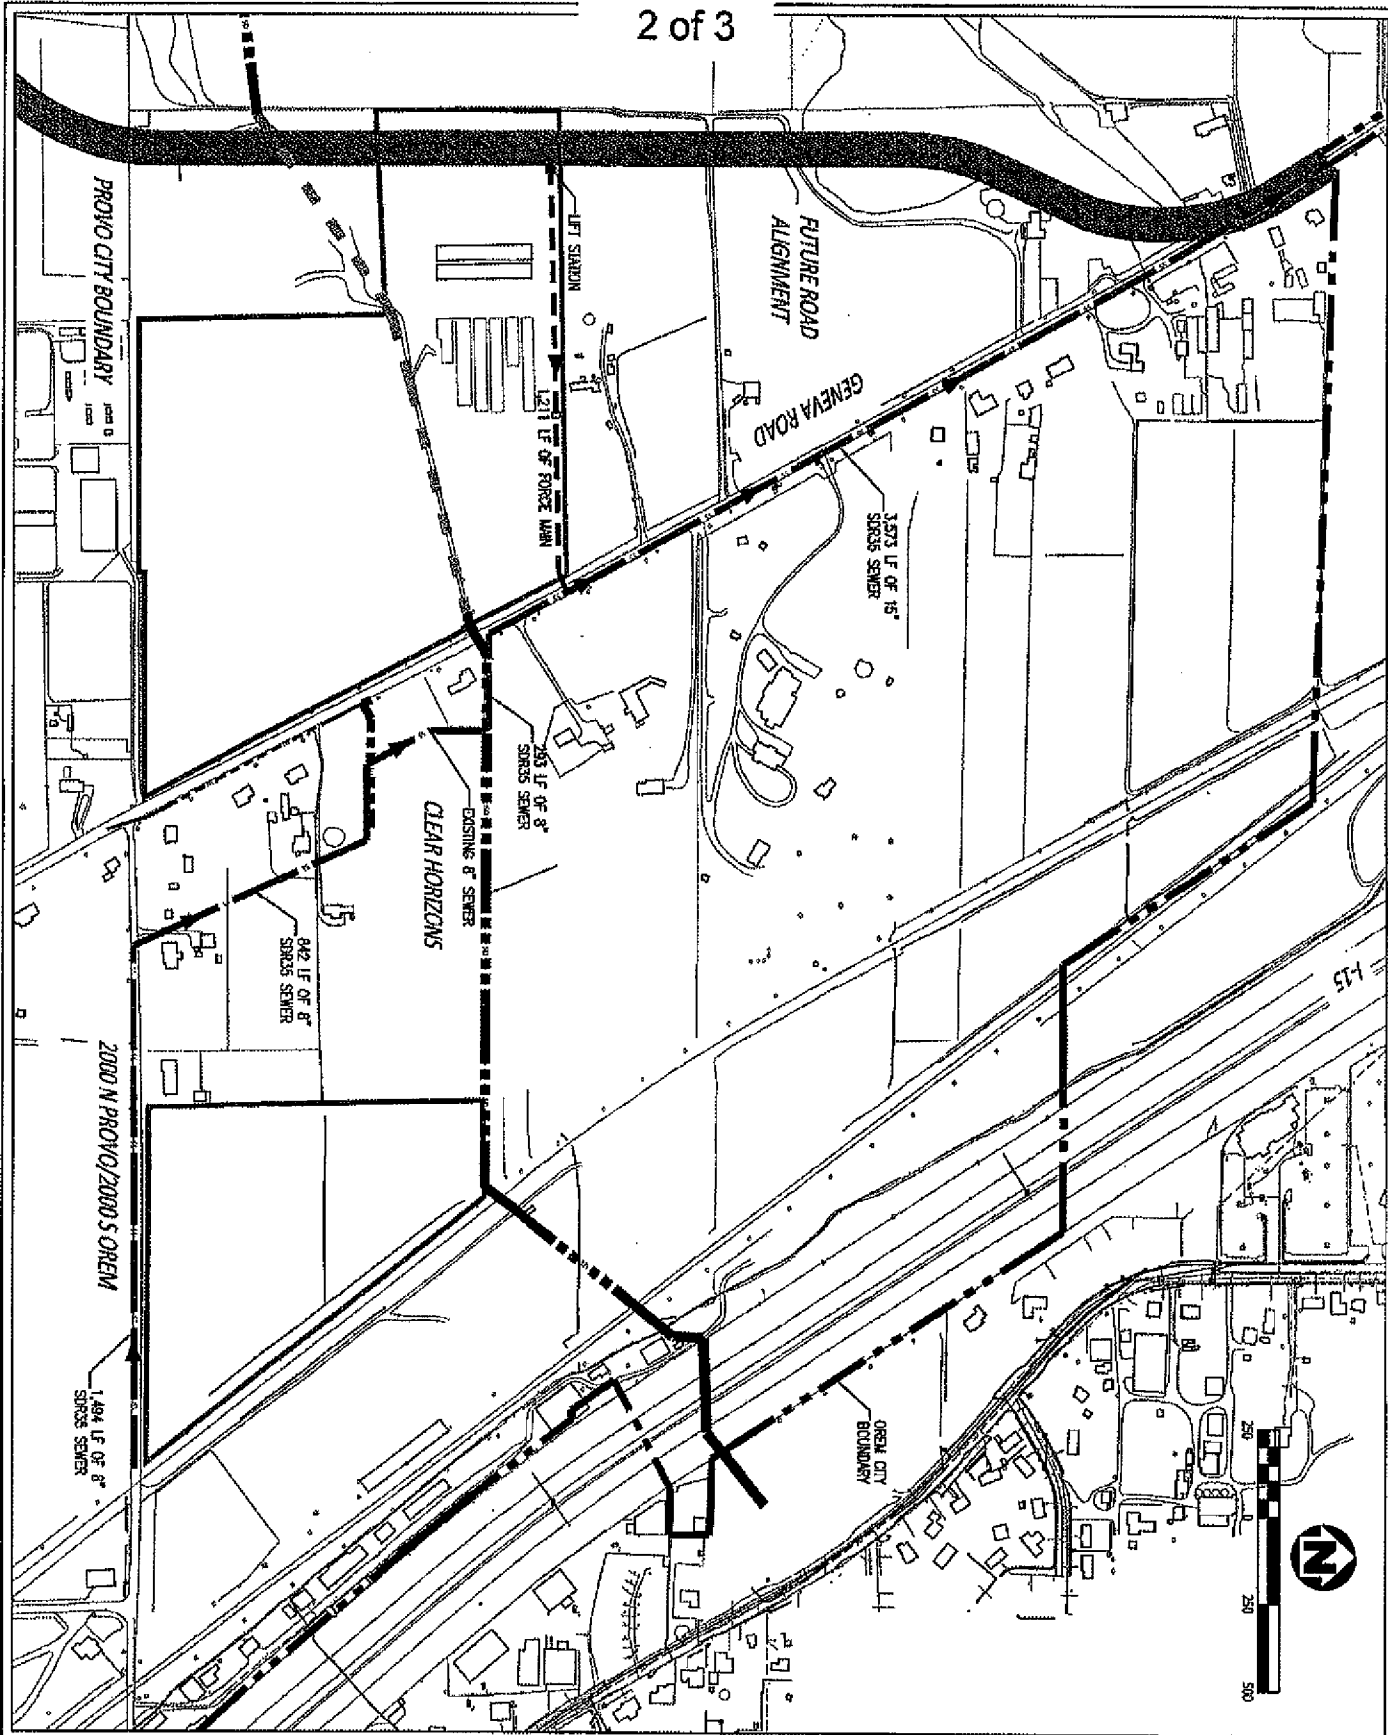 2 of 3
PROVO CITY BOUNDARY
LIFT STATION
FUTURE ROAD
ALIGNMENT
1,211 LF OF FORCE MAIN
GENEVA ROAD
3,573 LF OF 15"
SDR35 SEWER
293 LF OF 8"
SDR35 SEWER
EXISTING 8" SEWER
CLEAR HORIZONS
842 LF OF 8"
SDR35 SEWER
I-15
2000 N PROVO/2000 S OREM
1,494 LF OF 8"
SDR35 SEWER
OREM CITY
BOUNDARY
250
250
500
N